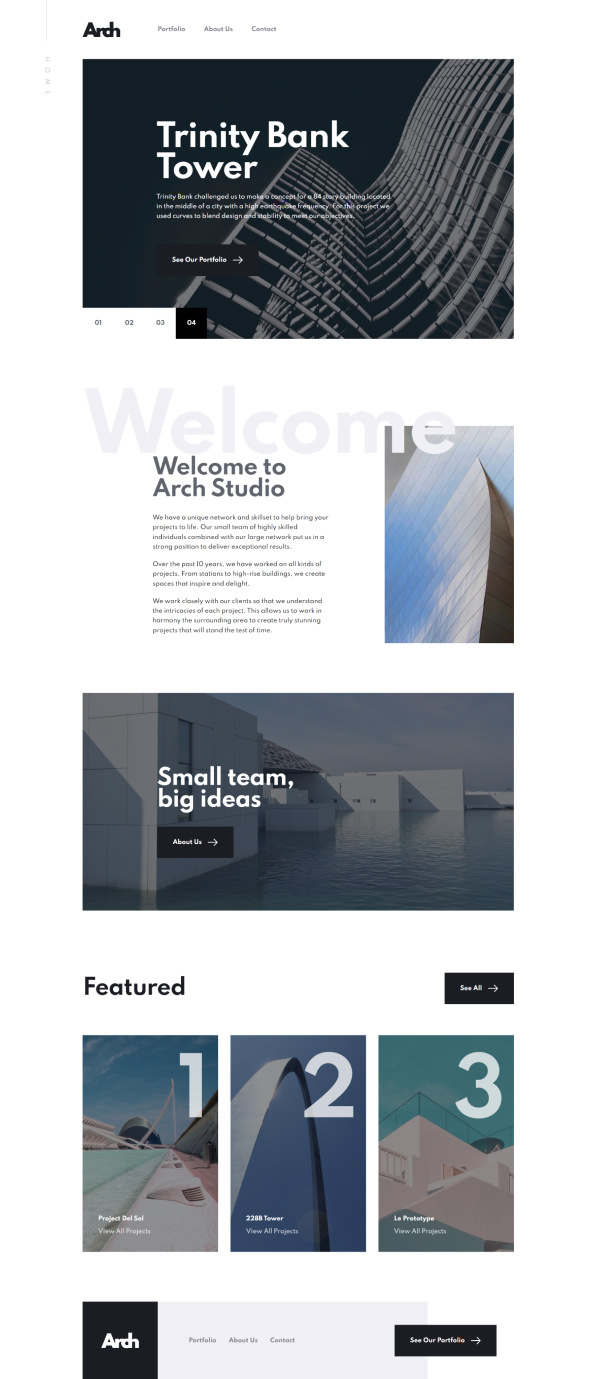 Arch
Portfolio
About Us
Contact
HOME
Trinity Bank
Tower
Trinity Bank challenged us to make a concept for a 84 story building located
in the middle of a city with a high earthquake frequency. For this project we
used curves to blend design and stability to meet our objectives.
See Our Portfolio
01
02
03
04
Welcome
Welcome to
Arch Studio
We have a unique network and skillset to help bring your
projects to life. Our small team of highly skilled
individuals combined with our large network put us in a
strong position to deliver exceptional results.
Over the past 10 years, we have worked on all kinds of
projects. From stations to high-rise buildings, we create
spaces that inspire and delight.
We work closely with our clients so that we understand
the intricacies of each project. This allows us to work in
harmony the surrounding area to create truly stunning
projects that will stand the test of time.
Small team,
big ideas
About Us
Featured
See All
1
Project Del Sol
View All Projects
2
228B Tower
View All Projects
3
Le Prototype
View All Projects
Arch
Portfolio
About Us
Contact
See Our Portfolio